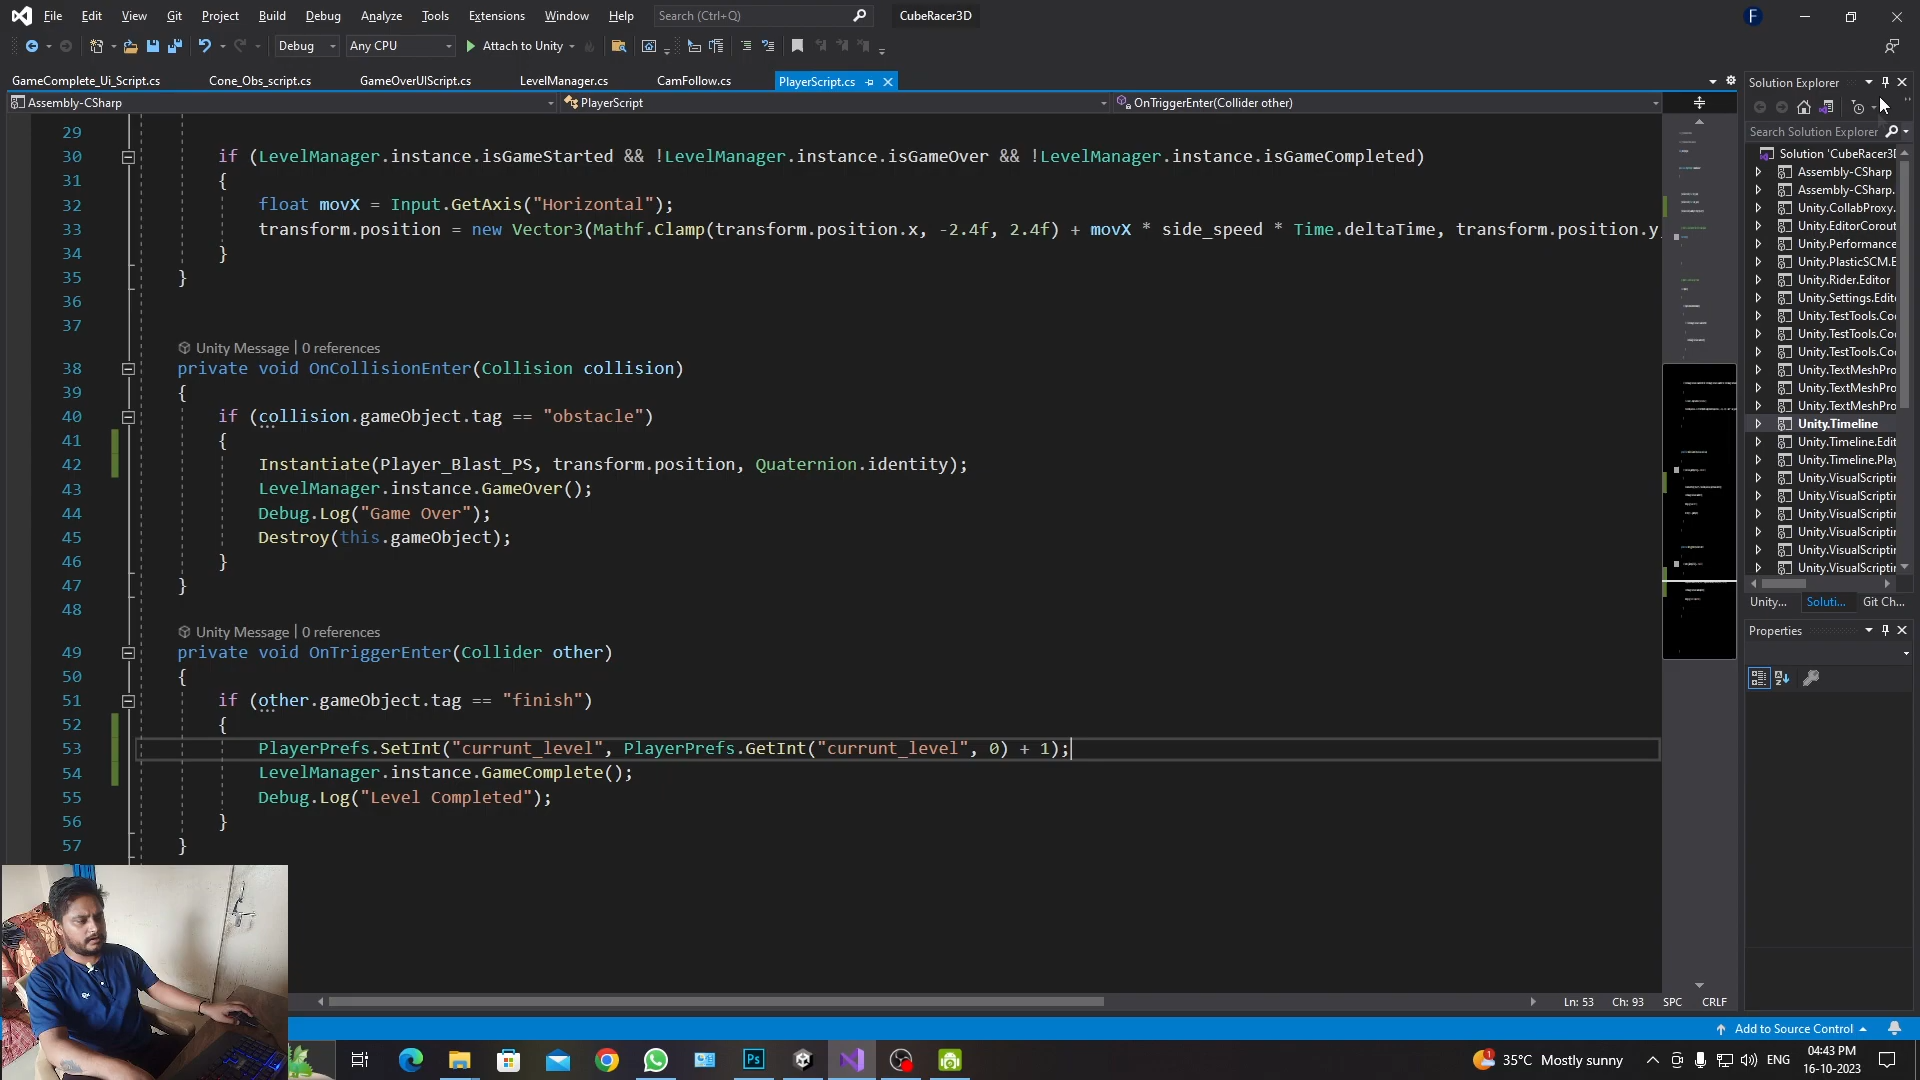 File Edit View Git Project Build Debug Analyze Tools Extensions Window Help Search (Ctrl+Q) CubeRacer3D F
Debug Any CPU Attach to Unity
GameComplete_Ui_Script.cs Cone_Obs_script.cs GameOverUIScript.cs LevelManager.cs CamFollow.cs PlayerScript.cs
Assembly-CSharp PlayerScript OnTriggerEnter(Collider other)
29
30 if (LevelManager.instance.isGameStarted && !LevelManager.instance.isGameOver && !LevelManager.instance.isGameCompleted)
31 {
32 float movX = Input.GetAxis("Horizontal");
33 transform.position = new Vector3(Mathf.Clamp(transform.position.x, -2.4f, 2.4f) + movX * side_speed * Time.deltaTime, transform.position.y,
34 }
35 }
36
37
Unity Message | 0 references
38 private void OnCollisionEnter(Collision collision)
39 {
40 if (collision.gameObject.tag == "obstacle")
41 {
42 Instantiate(Player_Blast_PS, transform.position, Quaternion.identity);
43 LevelManager.instance.GameOver();
44 Debug.Log("Game Over");
45 Destroy(this.gameObject);
46 }
47 }
48
Unity Message | 0 references
49 private void OnTriggerEnter(Collider other)
50 {
51 if (other.gameObject.tag == "finish")
52 {
53 PlayerPrefs.SetInt("currunt_level", PlayerPrefs.GetInt("currunt_level", 0) + 1);
54 LevelManager.instance.GameComplete();
55 Debug.Log("Level Completed");
56 }
57 }
Ln: 53 Ch: 93 SPC CRLF
Solution Explorer
Search Solution Explorer
Solution 'CubeRacer3D
Assembly-CSharp
Assembly-CSharp.
Unity.CollabProxy.
Unity.EditorCorout
Unity.Performance
Unity.PlasticSCM.E
Unity.Rider.Editor
Unity.Settings.Edito
Unity.TestTools.Co
Unity.TestTools.Co
Unity.TestTools.Co
Unity.TextMeshPro
Unity.TextMeshPro
Unity.TextMeshPro
Unity.Timeline
Unity.Timeline.Edit
Unity.Timeline.Play
Unity.VisualScriptin
Unity.VisualScriptin
Unity.VisualScriptin
Unity.VisualScriptin
Unity.VisualScriptin
Unity.VisualScriptin
Unity... Soluti... Git Ch...
Properties
Add to Source Control
Ps 1 35°C Mostly sunny ENG 04:43 PM
16-10-2023